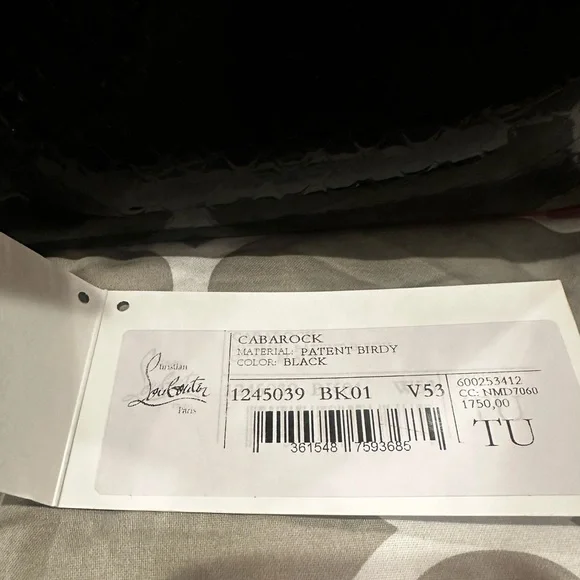 Christian
Louboutin
Paris
CABAROCK
MATERIAL: PATENT BIRDY
COLOR: BLACK
1245039 BK01 V53
600253412
CC: NMD7060
1750,00
TU
361548 7593685